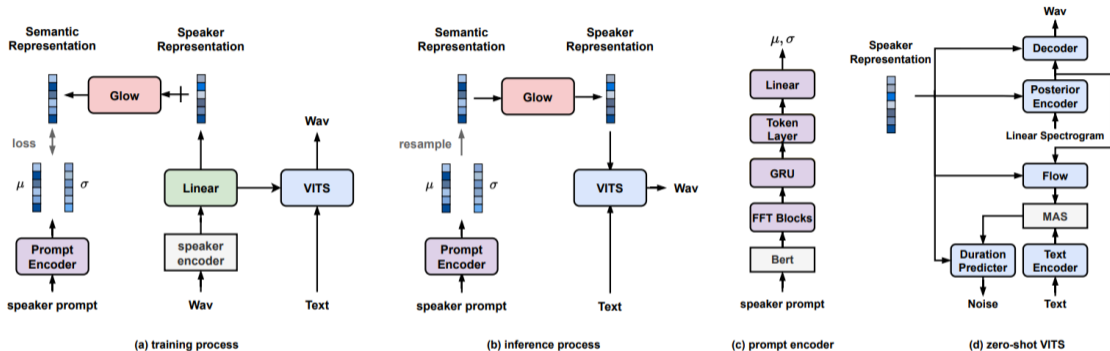 Semantic
Representation
Speaker
Representation
Glow
loss
μ
σ
Prompt
Encoder
speaker prompt
Linear
speaker
encoder
Wav
Wav
VITS
Text
(a) training process
Semantic
Representation
Speaker
Representation
Glow
resample
μ
σ
Prompt
Encoder
speaker prompt
VITS
Wav
Text
(b) inference process
μ, σ
Linear
Token
Layer
GRU
FFT Blocks
Bert
speaker prompt
(c) prompt encoder
Speaker
Representation
Wav
Decoder
Posterior
Encoder
Linear Spectrogram
Flow
MAS
Duration
Predicter
Text
Encoder
Noise
Text
(d) zero-shot VITS